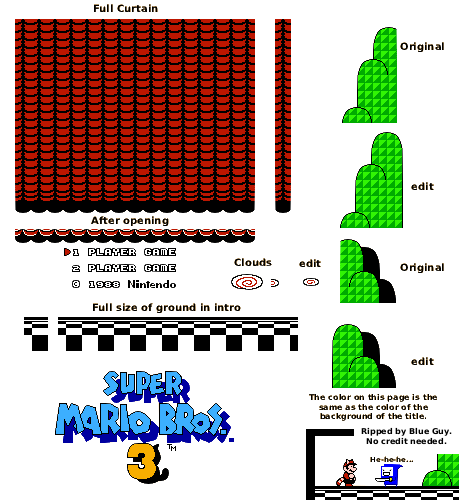 Full Curtain
Original
edit
After opening
1 PLAYER GAME
2 PLAYER GAME
© 1988 Nintendo
Clouds
edit
Original
Full size of ground in intro
SUPER
MARIO BROS.
3
TM
edit
The color on this page is the
same as the color of the
background of the title.
Ripped by Blue Guy.
No credit needed.
He-he-he...